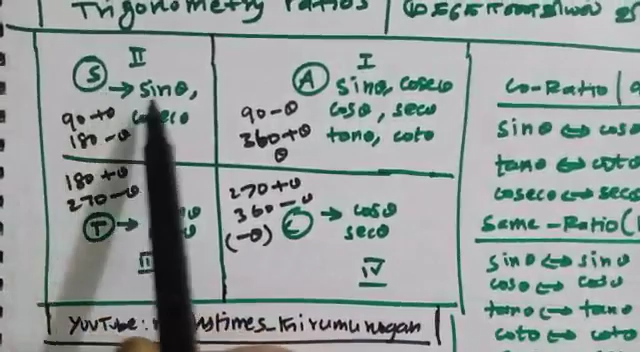 Trigonometry ratios
II
S → sinθ,
90+θ
180-θ
I
A sinθ, cosecθ
90-θ cosθ, secθ
360+θ tanθ, cotθ
θ
180+θ
270-θ
T →
270+θ
360-θ → cosθ
(-θ) C secθ
IV
Co-Ratio
sinθ ⇔ cosθ
tanθ ⇔ cotθ
cosecθ ⇔ secθ
Same-Ratio
sinθ ⇔ sinθ
cosθ ⇔ cosθ
tanθ ⇔ tanθ
cotθ ⇔ cotθ
YouTube: times_thirumurugan